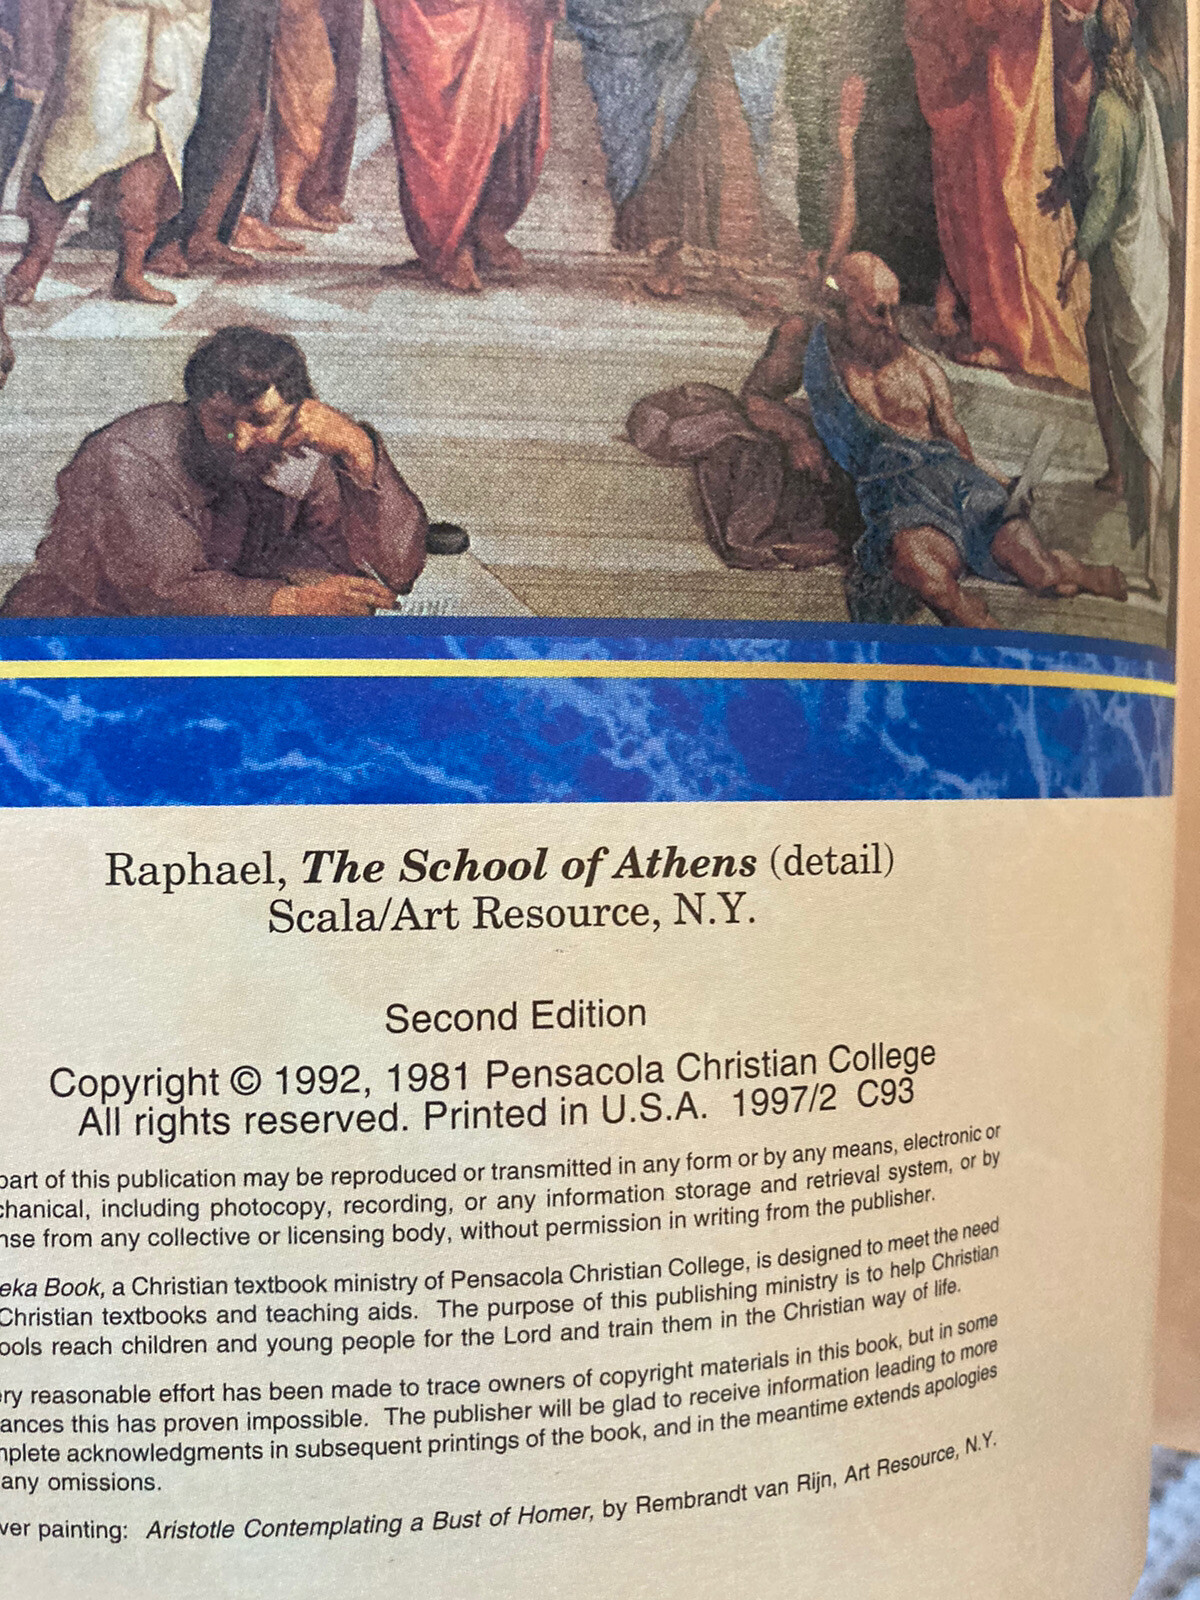 Raphael, The School of Athens (detail)
Scala/Art Resource, N.Y.
Second Edition
Copyright © 1992, 1981 Pensacola Christian College
All rights reserved. Printed in U.S.A. 1997/2 C93
part of this publication may be reproduced or transmitted in any form or by any means, electronic or
chanical, including photocopy, recording, or any information storage and retrieval system, or by
nse from any collective or licensing body, without permission in writing from the publisher.
eka Book, a Christian textbook ministry of Pensacola Christian College, is designed to meet the need
Christian textbooks and teaching aids. The purpose of this publishing ministry is to help Christian
ools reach children and young people for the Lord and train them in the Christian way of life.
ry reasonable effort has been made to trace owners of copyright materials in this book, but in some
ances this has proven impossible. The publisher will be glad to receive information leading to more
mplete acknowledgments in subsequent printings of the book, and in the meantime extends apologies
any omissions.
ver painting: Aristotle Contemplating a Bust of Homer, by Rembrandt van Rijn, Art Resource, N.Y.